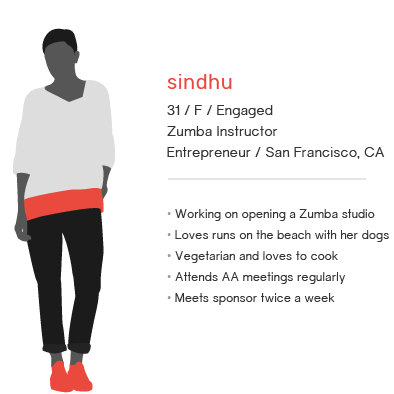 sindhu
31 / F / Engaged
Zumba Instructor
Entrepreneur / San Francisco, CA
• Working on opening a Zumba studio
• Loves runs on the beach with her dogs
• Vegetarian and loves to cook
• Attends AA meetings regularly
• Meets sponsor twice a week